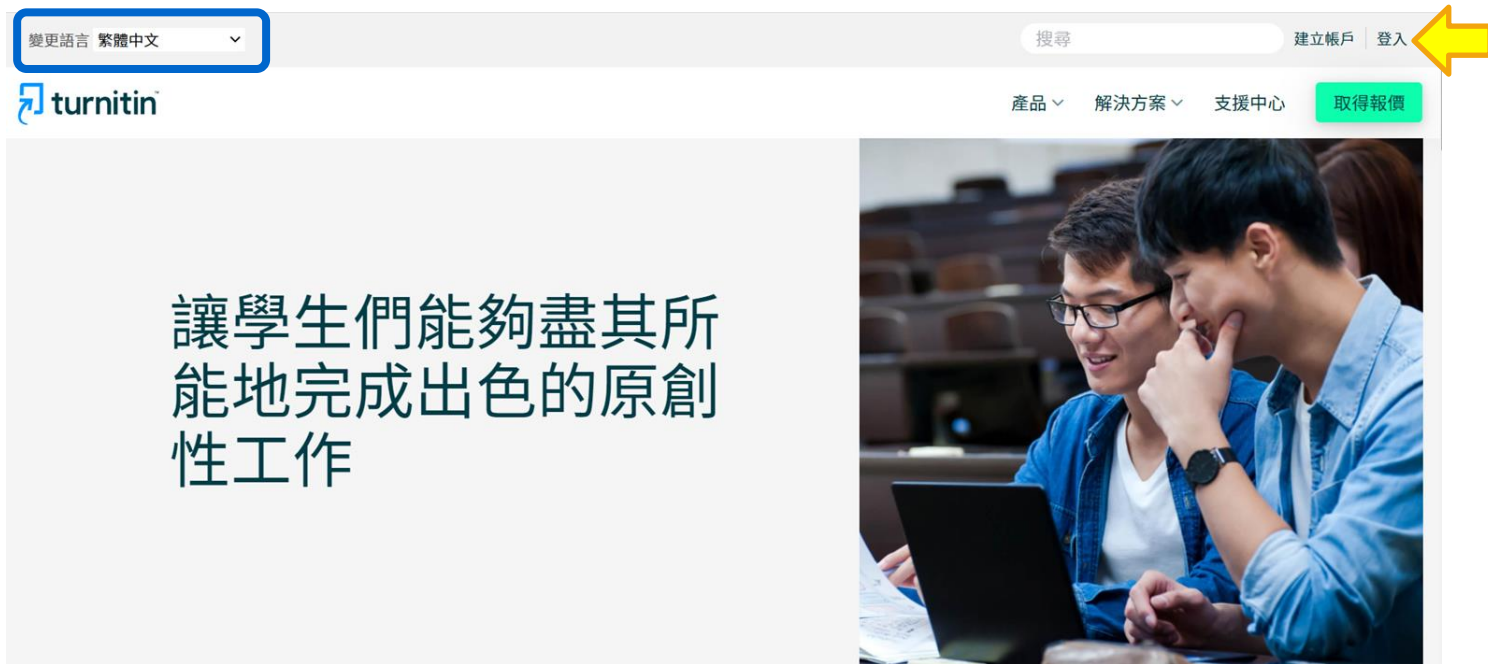 變更語言 繁體中文
搜尋
建立帳戶
登入
turnitin
產品
解決方案
支援中心
取得報價
讓學生們能夠盡其所
能地完成出色的原創
性工作